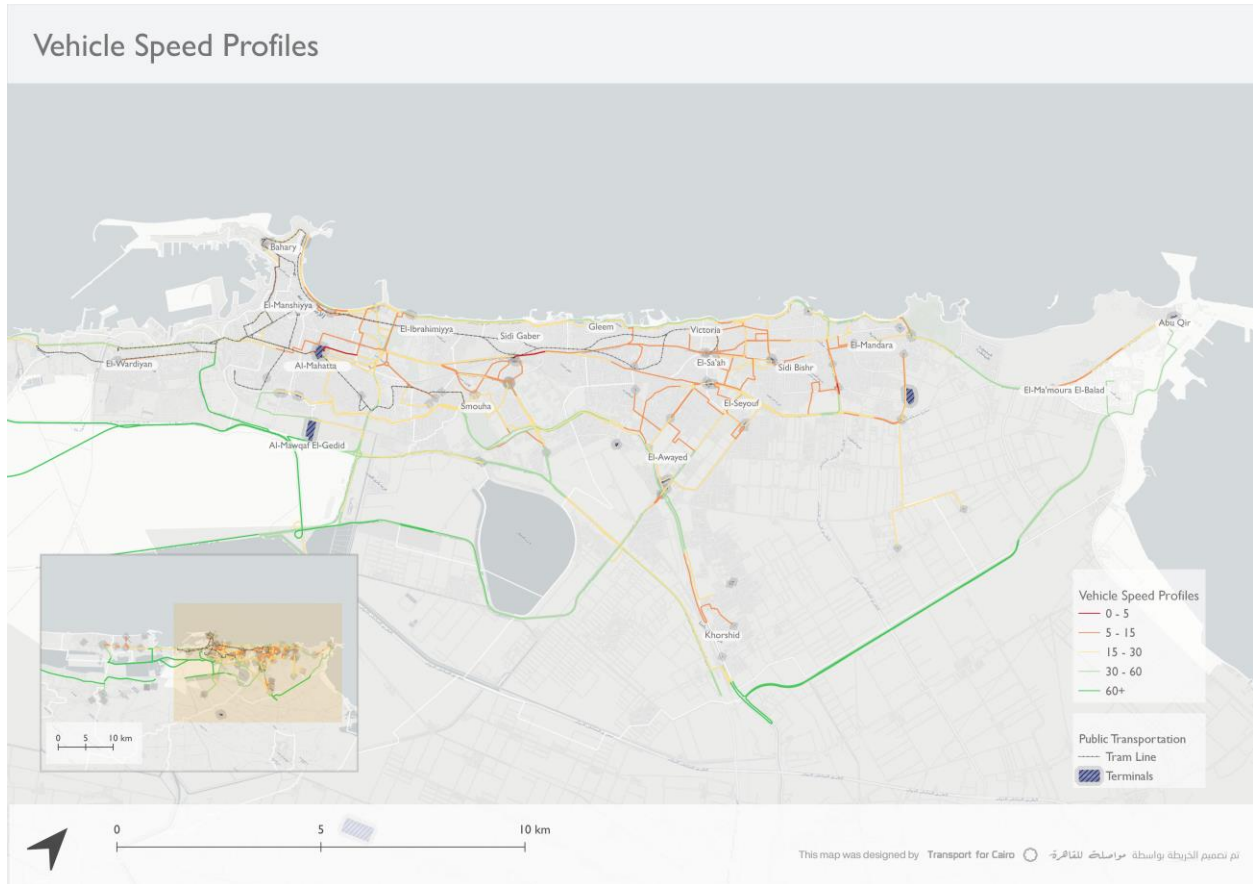 Vehicle Speed Profiles
Bahary
El-Manshiyya
El-Ibrahimiyya
Sidi Gaber
Gleem
Victoria
Abu Qir
El-Wardiyan
Al-Mahatta
El-Sa'ah
Sidi Bishr
El-Mandara
El-Ma'moura El-Balad
Smouha
El-Seyouf
Al-Mawqaf El-Gedid
El-Awayed
Khorshid
Vehicle Speed Profiles
0 - 5
5 - 15
15 - 30
30 - 60
60+
Public Transportation
Tram Line
Terminals
0 5 10 km
0 5 10 km
This map was designed by Transport for Cairo مواصلة للقاهرة تم تصميم الخريطة بواسطة